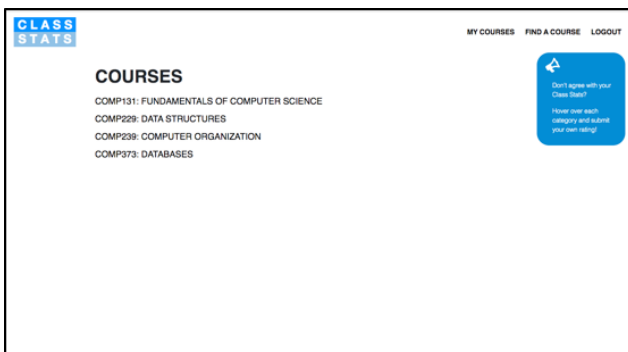 CLASS
STATS
MY COURSES FIND A COURSE LOGOUT
COURSES
COMP131: FUNDAMENTALS OF COMPUTER SCIENCE
COMP229: DATA STRUCTURES
COMP239: COMPUTER ORGANIZATION
COMP373: DATABASES
Don't agree with your
Class Stats?
Hover over each
category and submit
your own rating!